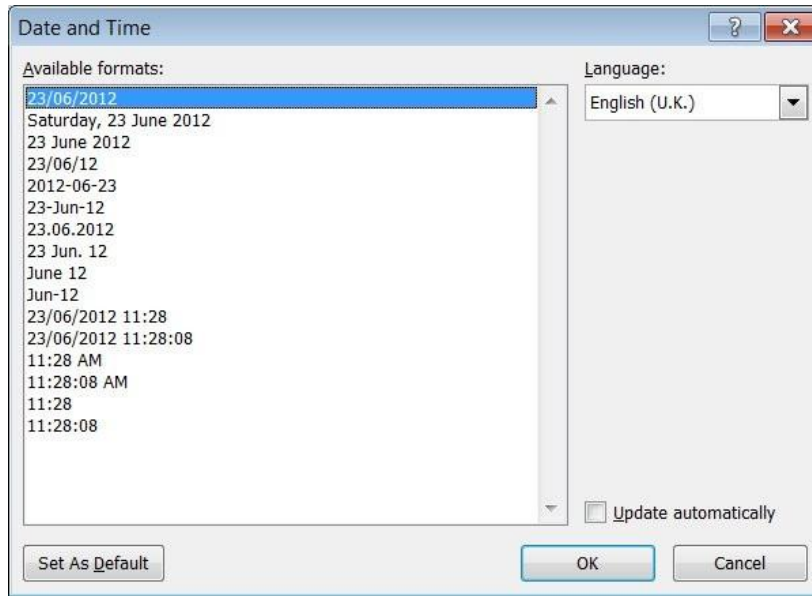 Date and Time
Available formats:
23/06/2012
Saturday, 23 June 2012
23 June 2012
23/06/12
2012-06-23
23-Jun-12
23.06.2012
23 Jun. 12
June 12
Jun-12
23/06/2012 11:28
23/06/2012 11:28:08
11:28 AM
11:28:08 AM
11:28
11:28:08
Language:
English (U.K.)
Update automatically
Set As Default
OK
Cancel